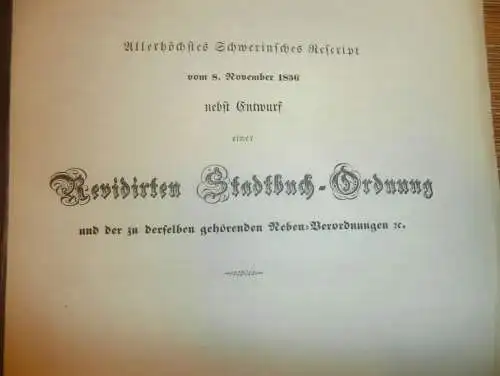 Allerhöchstes Schwerinsches Rescript
vom 8. November 1856
nebst Entwurf
einer
Revidirten Stadtbuch-Ordnung
und der zu derselben gehörenden Neben-Verordnungen ꝛc.